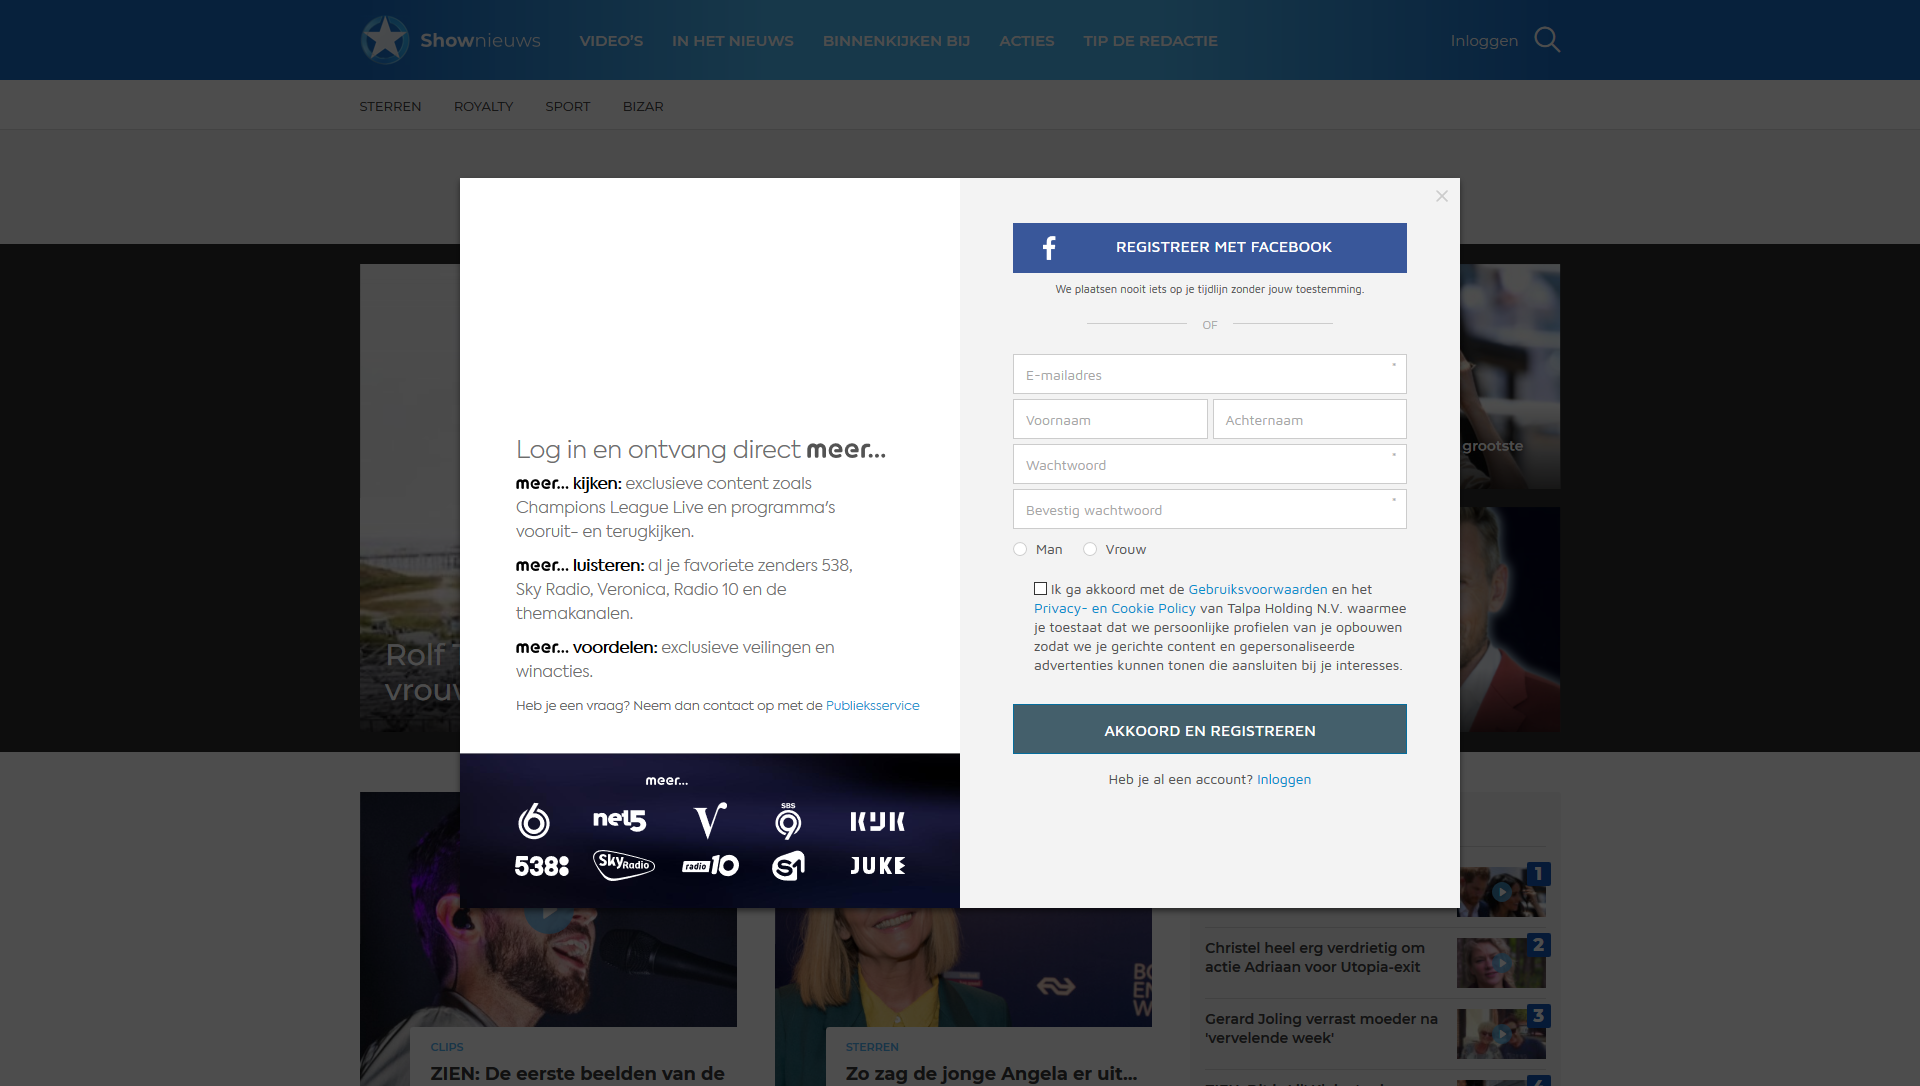 Shownieuws
VIDEO'S
IN HET NIEUWS
BINNENKIJKEN BIJ
ACTIES
TIP DE REDACTIE
Inloggen
STERREN
ROYALTY
SPORT
BIZAR
Rolf
grootste
Log in en ontvang direct meer...
meer... kijken: exclusieve content zoals
Champions League Live en programma's
vooruit- en terugkijken.
meer... luisteren: al je favoriete zenders 538,
Sky Radio, Veronica, Radio 10 en de
themakanalen.
meer... voordelen: exclusieve veilingen en
winacties.
Heb je een vraag? Neem dan contact op met de Publieksservice
meer...
6
net5
V
SBS
9
KIJK
538
Sky Radio
radio 10
S1
JUKE
REGISTREER MET FACEBOOK
We plaatsen nooit iets op je tijdlijn zonder jouw toestemming.
OF
E-mailadres *
Voornaam
Achternaam
Wachtwoord *
Bevestig wachtwoord *
Man
Vrouw
Ik ga akkoord met de Gebruiksvoorwaarden en het
Privacy- en Cookie Policy van Talpa Holding N.V. waarmee
je toestaat dat we persoonlijke profielen van je opbouwen
zodat we je gerichte content en gepersonaliseerde
advertenties kunnen tonen die aansluiten bij je interesses.
AKKOORD EN REGISTREREN
Heb je al een account? Inloggen
CLIPS
ZIEN: De eerste beelden van de
STERREN
Zo zag de jonge Angela er uit...
1
Christel heel erg verdrietig om
actie Adriaan voor Utopia-exit
2
Gerard Joling verrast moeder na
'vervelende week'
3